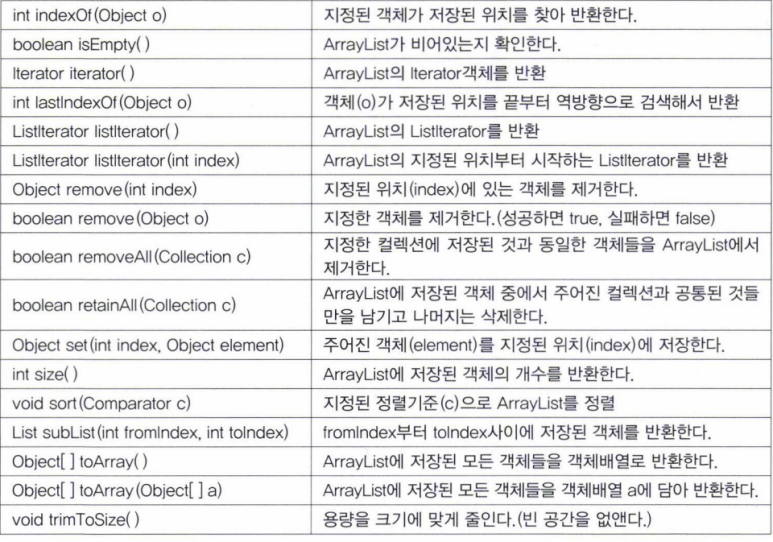 int indexOf(Object o) 지정된 객체가 저장된 위치를 찾아 반환한다.
boolean isEmpty( ) ArrayList가 비어있는지 확인한다.
Iterator iterator( ) ArrayList의 Iterator객체를 반환
int lastIndexOf(Object o) 객체(o)가 저장된 위치를 끝부터 역방향으로 검색해서 반환
ListIterator listIterator( ) ArrayList의 ListIterator를 반환
ListIterator listIterator(int index) ArrayList의 지정된 위치부터 시작하는 ListIterator를 반환
Object remove(int index) 지정된 위치(index)에 있는 객체를 제거한다.
boolean remove(Object o) 지정한 객체를 제거한다.(성공하면 true, 실패하면 false)
boolean removeAll(Collection c) 지정한 컬렉션에 저장된 것과 동일한 객체들을 ArrayList에서
제거한다.
boolean retainAll(Collection c) ArrayList에 저장된 객체 중에서 주어진 컬렉션과 공통된 것들
만을 남기고 나머지는 삭제한다.
Object set(int index, Object element) 주어진 객체(element)를 지정된 위치(index)에 저장한다.
int size( ) ArrayList에 저장된 객체의 개수를 반환한다.
void sort(Comparator c) 지정된 정렬기준(c)으로 ArrayList를 정렬
List subList(int fromIndex, int toIndex) fromIndex부터 toIndex사이에 저장된 객체를 반환한다.
Object[ ] toArray( ) ArrayList에 저장된 모든 객체들을 객체배열로 반환한다.
Object[ ] toArray(Object[ ] a) ArrayList에 저장된 모든 객체들을 객체배열 a에 담아 반환한다.
void trimToSize( ) 용량을 크기에 맞게 줄인다.(빈 공간을 없앤다.)